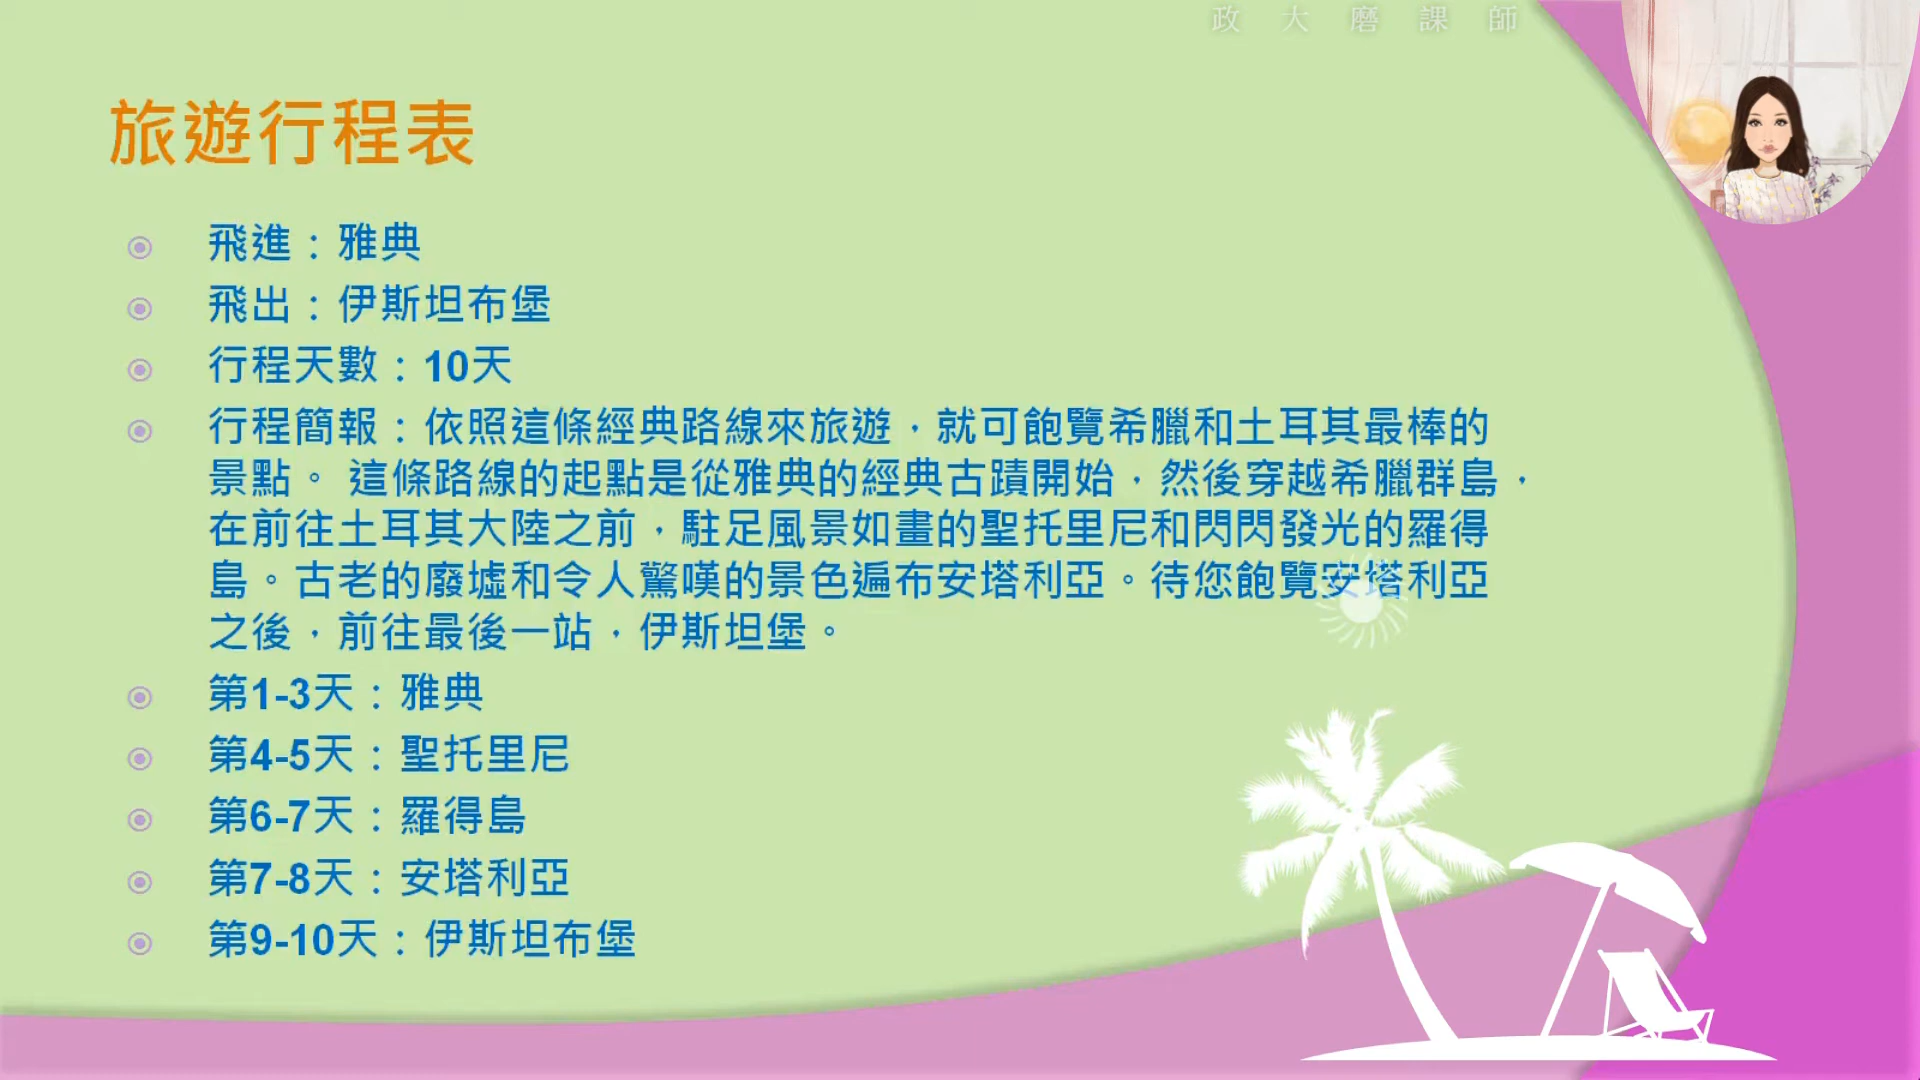 政大磨課師
旅遊行程表
飛進：雅典
飛出：伊斯坦布堡
行程天數：10天
行程簡報：依照這條經典路線來旅遊，就可飽覽希臘和土耳其最棒的
景點。 這條路線的起點是從雅典的經典古蹟開始，然後穿越希臘群島，
在前往土耳其大陸之前，駐足風景如畫的聖托里尼和閃閃發光的羅得
島。古老的廢墟和令人驚嘆的景色遍布安塔利亞。待您飽覽安塔利亞
之後，前往最後一站，伊斯坦堡。
第1-3天：雅典
第4-5天：聖托里尼
第6-7天：羅得島
第7-8天：安塔利亞
第9-10天：伊斯坦布堡